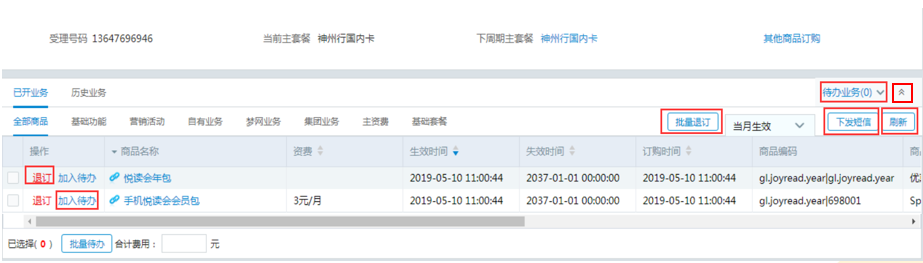 受理号码 13647696946 当前主套餐 神州行国内卡 下周期主套餐 神州行国内卡 其他商品订购
已开业务 历史业务 待办业务(0)
全部商品 基础功能 营销活动 自有业务 梦网业务 集团业务 主资费 基础套餐 批量退订 当月生效 下发短信 刷新
操作 商品名称 资费 生效时间 失效时间 订购时间 商品编码 商
退订 加入待办 悦读会年包 2019-05-10 11:00:44 2037-01-01 00:00:00 2019-05-10 11:00:44 gl.joyread.year|gl.joyread.year 优
退订 加入待办 手机悦读会会员包 3元/月 2019-05-10 11:00:44 2037-01-01 00:00:00 2019-05-10 11:00:44 gl.joyread.year|698001 Sp
已选择( 0 ) 批量待办 合计费用： 元